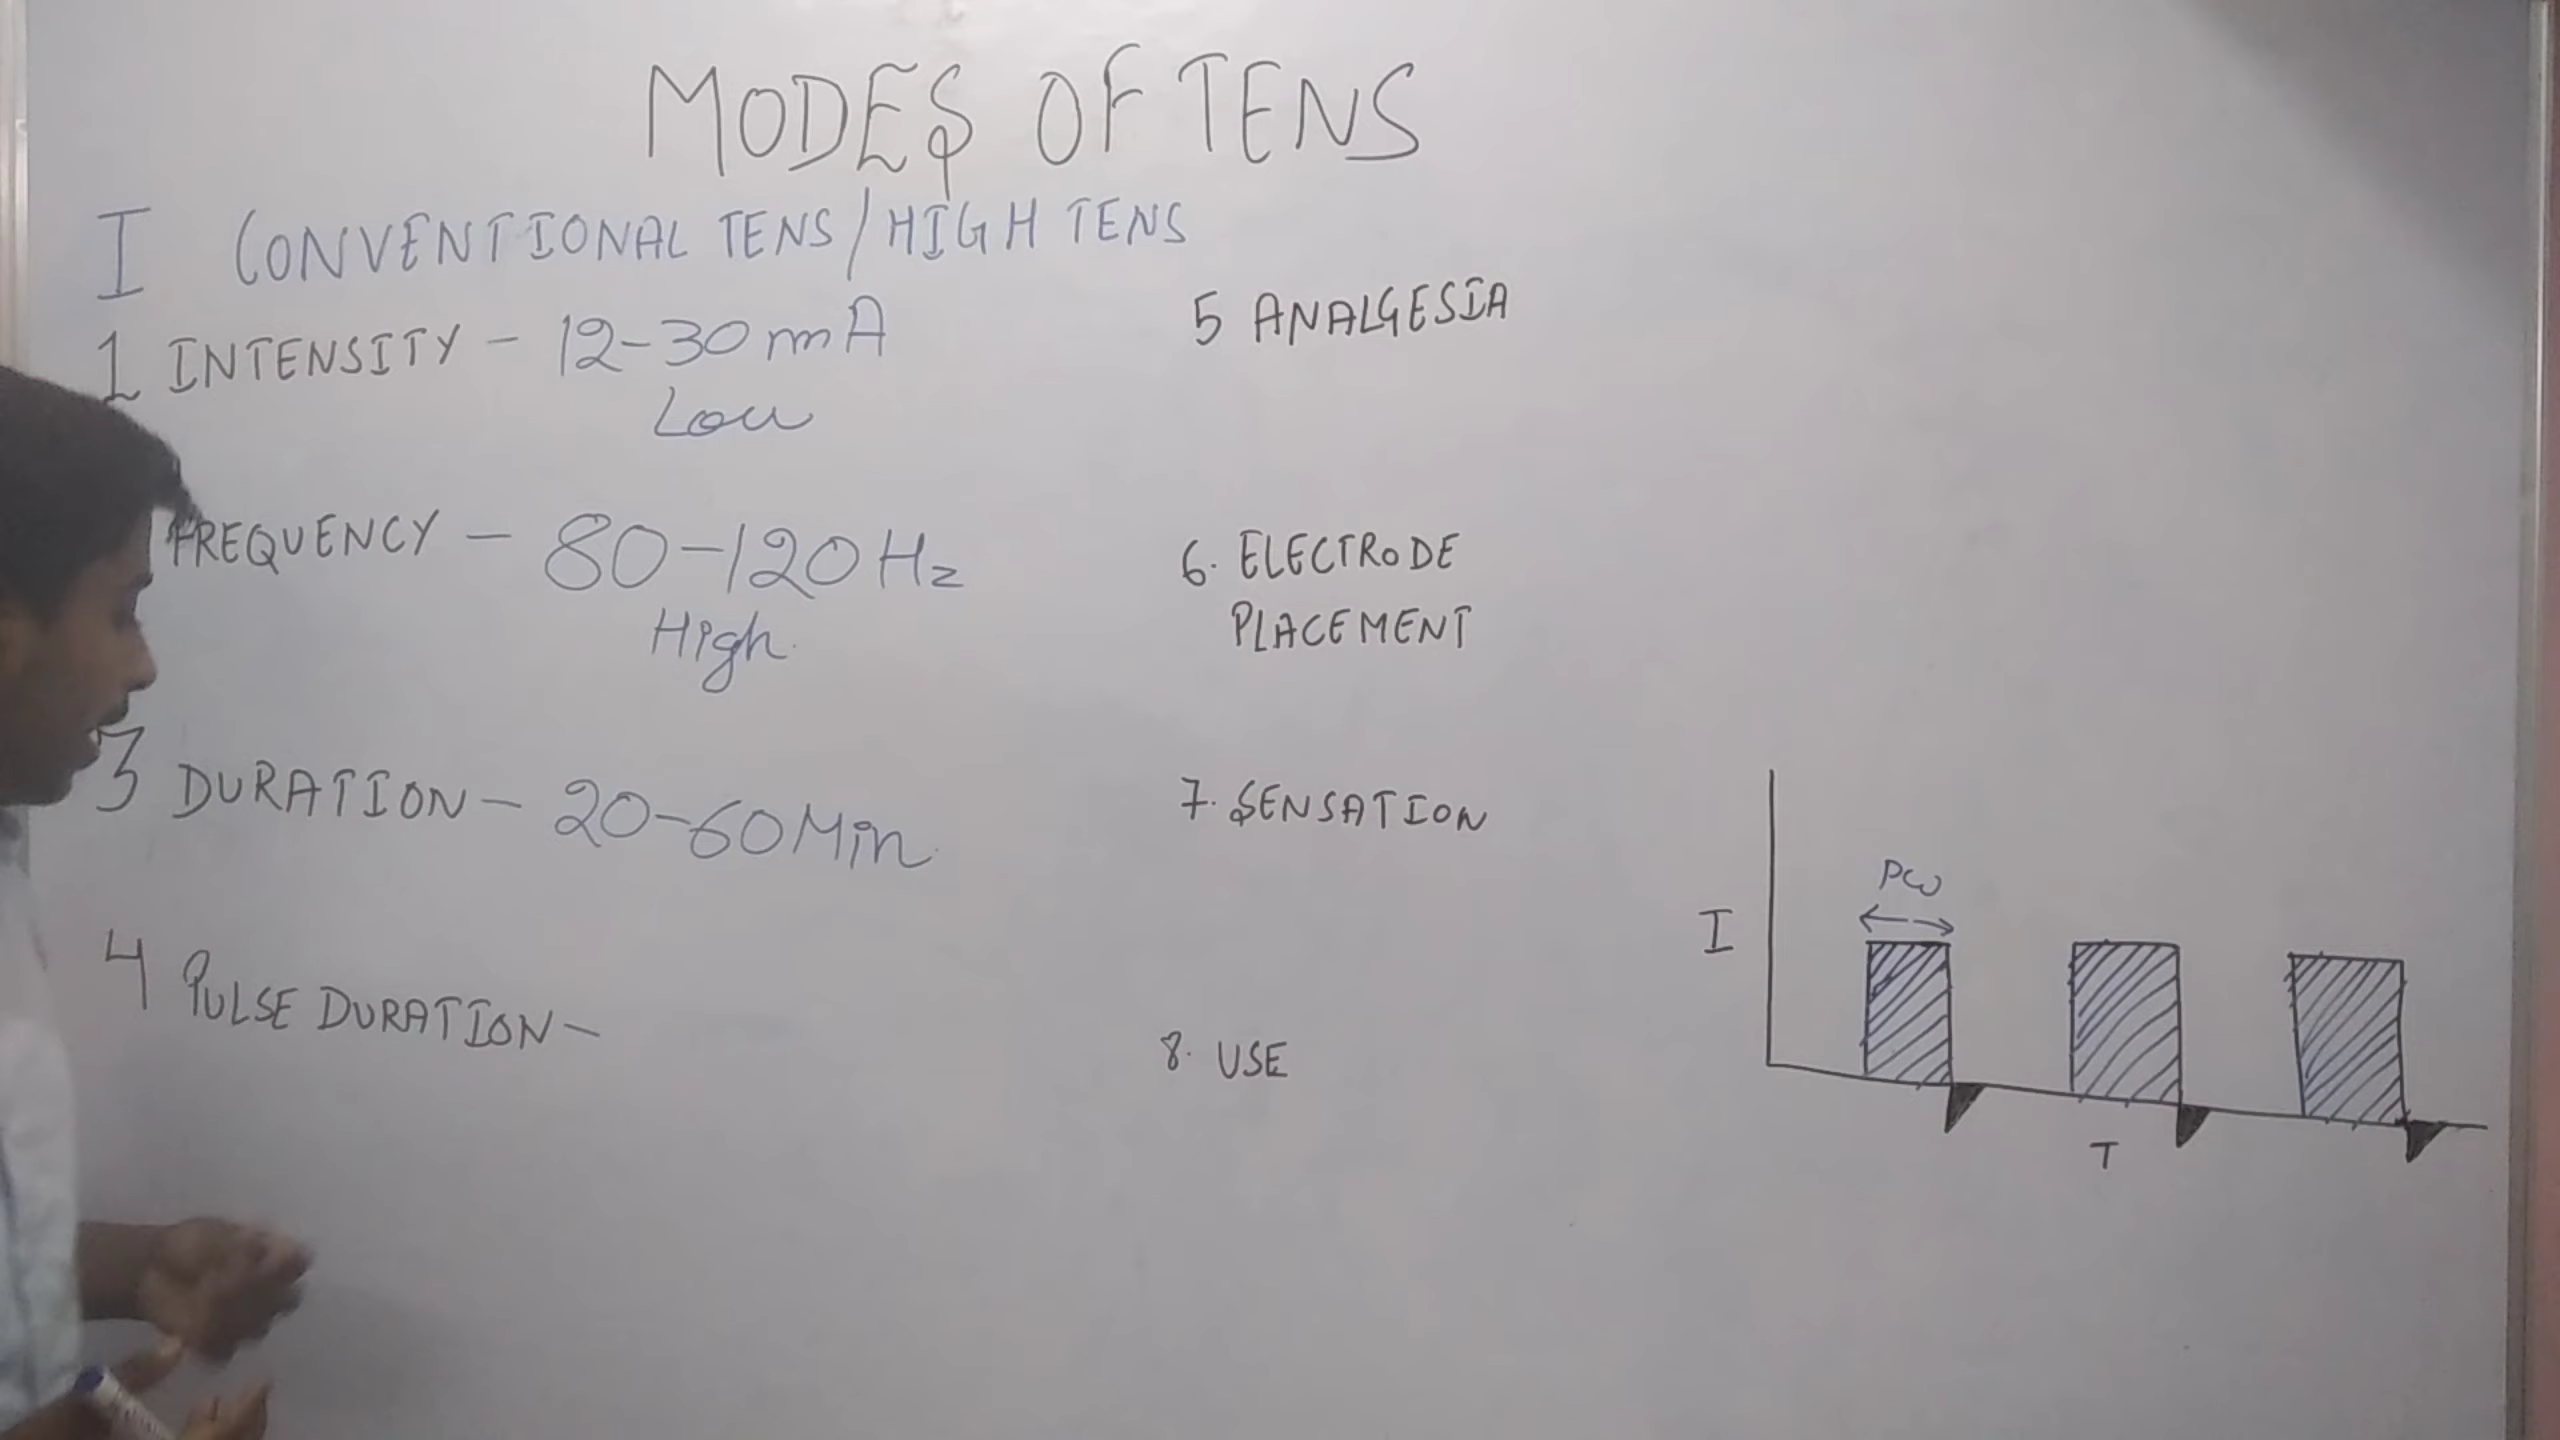 MODES OF TENS
I CONVENTIONAL TENS/HIGH TENS
1 INTENSITY - 12-30 mA
Low
FREQUENCY - 80-120 Hz
High.
3 DURATION - 20-60 Min
4 PULSE DURATION-
5 ANALGESIA
6. ELECTRODE
PLACEMENT
7. SENSATION
8. USE
PW
I
T